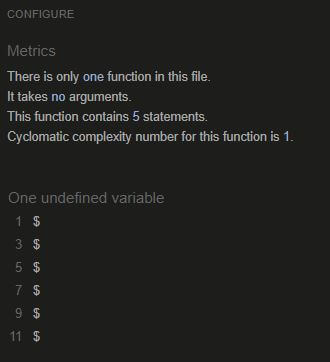 CONFIGURE
Metrics
There is only one function in this file.
It takes no arguments.
This function contains 5 statements.
Cyclomatic complexity number for this function is 1.
One undefined variable
1 $
3 $
5 $
7 $
9 $
11 $